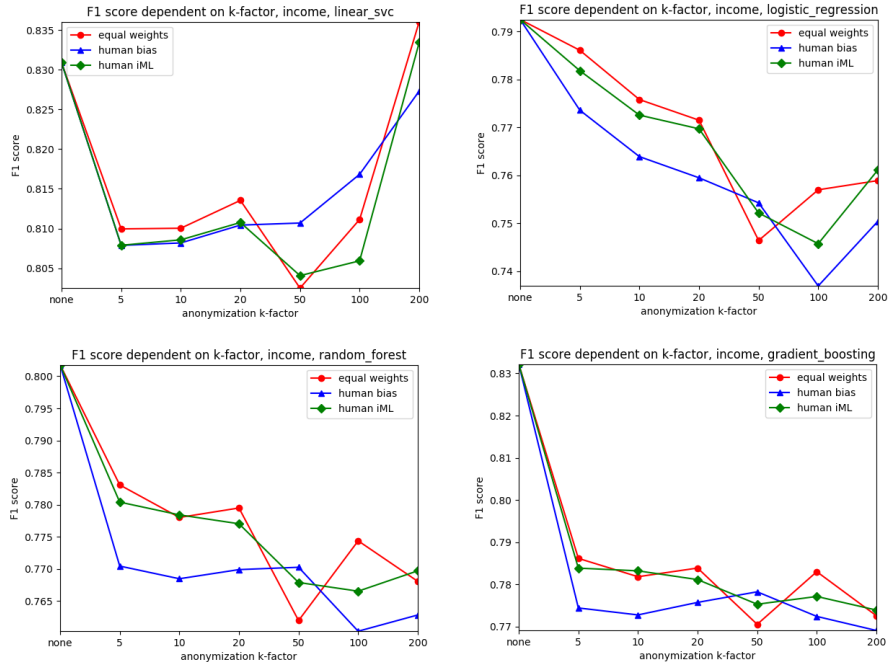 F1 score dependent on k-factor, income, linear_svc
0.835
0.830
0.825
0.820
0.815
0.810
0.805
F1 score
equal weights
human bias
human iML
none 5 10 20 50 100 200
anonymization k-factor
F1 score dependent on k-factor, income, logistic_regression
0.79
0.78
0.77
0.76
0.75
0.74
F1 score
equal weights
human bias
human iML
none 5 10 20 50 100 200
anonymization k-factor
F1 score dependent on k-factor, income, random_forest
0.800
0.795
0.790
0.785
0.780
0.775
0.770
0.765
F1 score
equal weights
human bias
human iML
none 5 10 20 50 100 200
anonymization k-factor
F1 score dependent on k-factor, income, gradient_boosting
0.83
0.82
0.81
0.80
0.79
0.78
0.77
F1 score
equal weights
human bias
human iML
none 5 10 20 50 100 200
anonymization k-factor